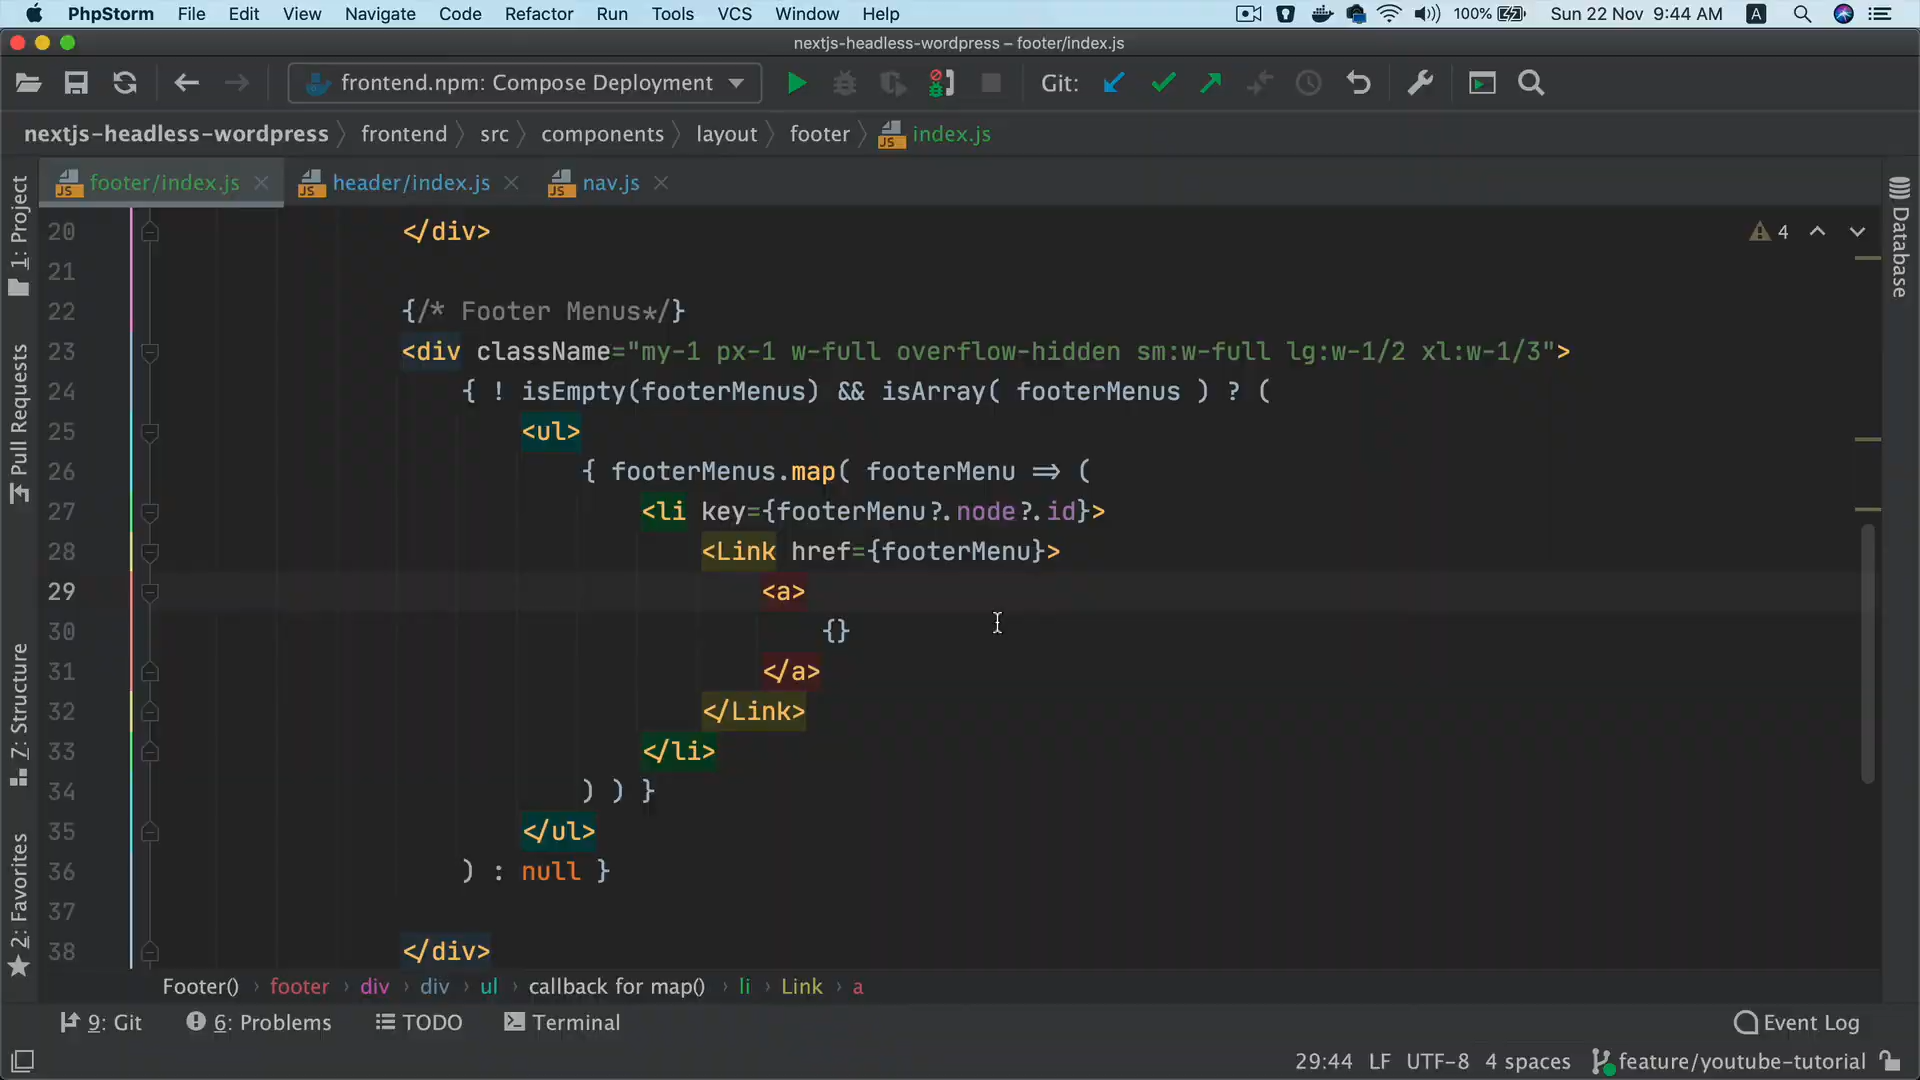 PhpStorm File Edit View Navigate Code Refactor Run Tools VCS Window Help 100% Sun 22 Nov 9:44 AM A
nextjs-headless-wordpress – footer/index.js
frontend.npm: Compose Deployment Git:
nextjs-headless-wordpress frontend src components layout footer index.js
footer/index.js header/index.js nav.js
1: Project
Pull Requests
7: Structure
2: Favorites
Database
4
20 </div>
21
22 {/* Footer Menus*/}
23 <div className="my-1 px-1 w-full overflow-hidden sm:w-full lg:w-1/2 xl:w-1/3">
24 { ! isEmpty(footerMenus) && isArray( footerMenus ) ? (
25 <ul>
26 { footerMenus.map( footerMenu => (
27 <li key={footerMenu?.node?.id}>
28 <Link href={footerMenu}>
29 <a>
30 {}
31 </a>
32 </Link>
33 </li>
34 ) ) }
35 </ul>
36 ) : null }
37
38 </div>
Footer() › footer › div › div › ul › callback for map() › li › Link › a
9: Git 6: Problems TODO Terminal Event Log
29:44 LF UTF-8 4 spaces feature/youtube-tutorial